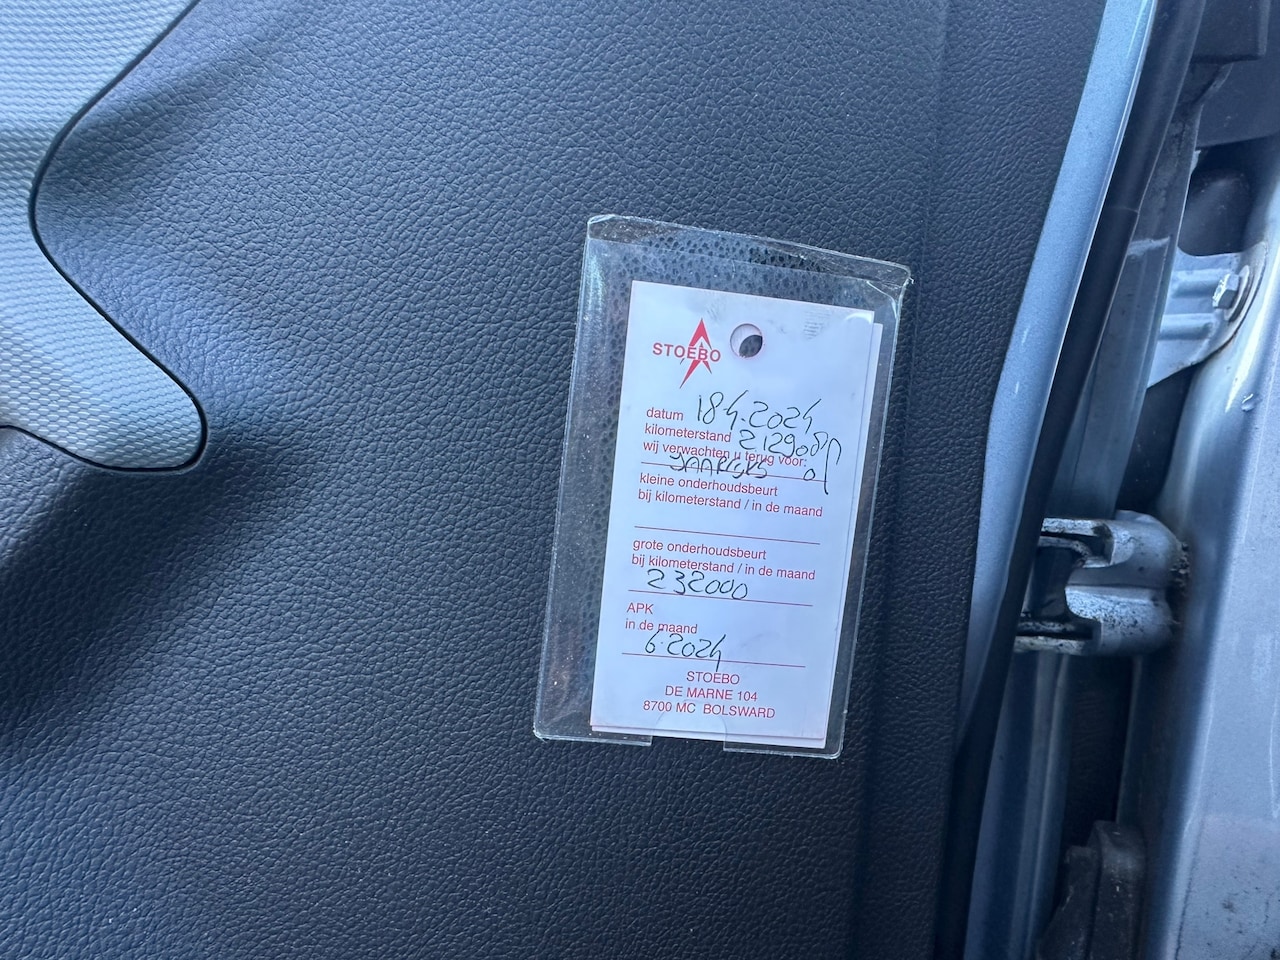 STOEBO
datum 18-4-2024
kilometerstand 212908
wij verwachten u terug voor:
JAARLIJKS of
kleine onderhoudsbeurt
bij kilometerstand / in de maand
grote onderhoudsbeurt
bij kilometerstand / in de maand
232000
APK
in de maand
6-2024
STOEBO
DE MARNE 104
8700 MC BOLSWARD